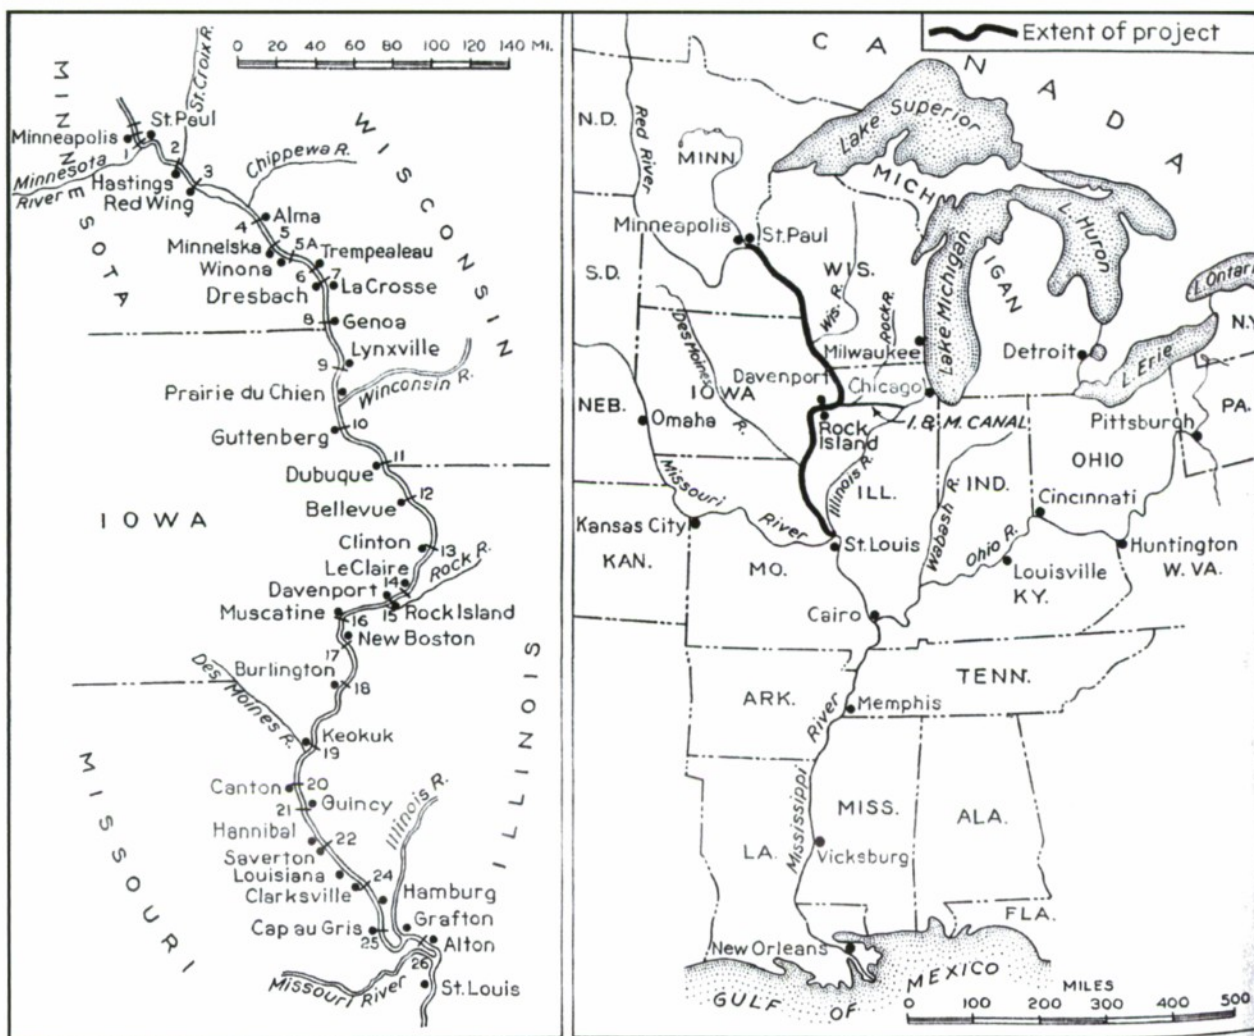 0 20 40 60 80 100 120 140 MI.
MINNESOTA
St. Croix R.
WISCONSIN
St. Paul
Minneapolis
1
2
Minnesota River
Hastings
3
Red Wing
Chippewa R.
Alma
4
5
Minnelska
5A
Trempealeau
Winona
6
7
Dresbach
La Crosse
8
Genoa
Lynxville
9
Prairie du Chien
Winconsin R.
10
Guttenberg
11
Dubuque
12
Bellevue
IOWA
Clinton
13
LeClaire
14
Rock R.
Davenport
15
Rock Island
Muscatine
16
New Boston
17
Burlington
18
Des Moines R.
Keokuk
19
ILLINOIS
MISSOURI
Canton
20
21
Quincy
Illinois R.
Hannibal
22
Saverton
Louisiana
24
Clarksville
Hamburg
Grafton
Cap au Gris
25
Alton
26
Missouri River
St. Louis
Extent of project
CANADA
N.D.
Red River
MINN.
Lake Superior
MICHIGAN
Minneapolis
St. Paul
L. Huron
S.D.
WIS.
Wis. R.
Rock R.
Lake Michigan
L. Ontario
N.Y.
Des Moines R.
Milwaukee
Detroit
L. Erie
Davenport
Chicago
IOWA
NEB.
Omaha
Rock Island
I. & M. CANAL
Pittsburgh
PA.
OHIO
Missouri River
Illinois R.
ILL.
IND.
Wabash R.
Cincinnati
Kansas City
KAN.
St. Louis
Ohio R.
Huntington
W. VA.
MO.
Louisville
KY.
Cairo
TENN.
ARK.
Memphis
Mississippi River
MISS.
ALA.
LA.
Vicksburg
FLA.
New Orleans
GULF OF MEXICO
MILES
0 100 200 300 400 500